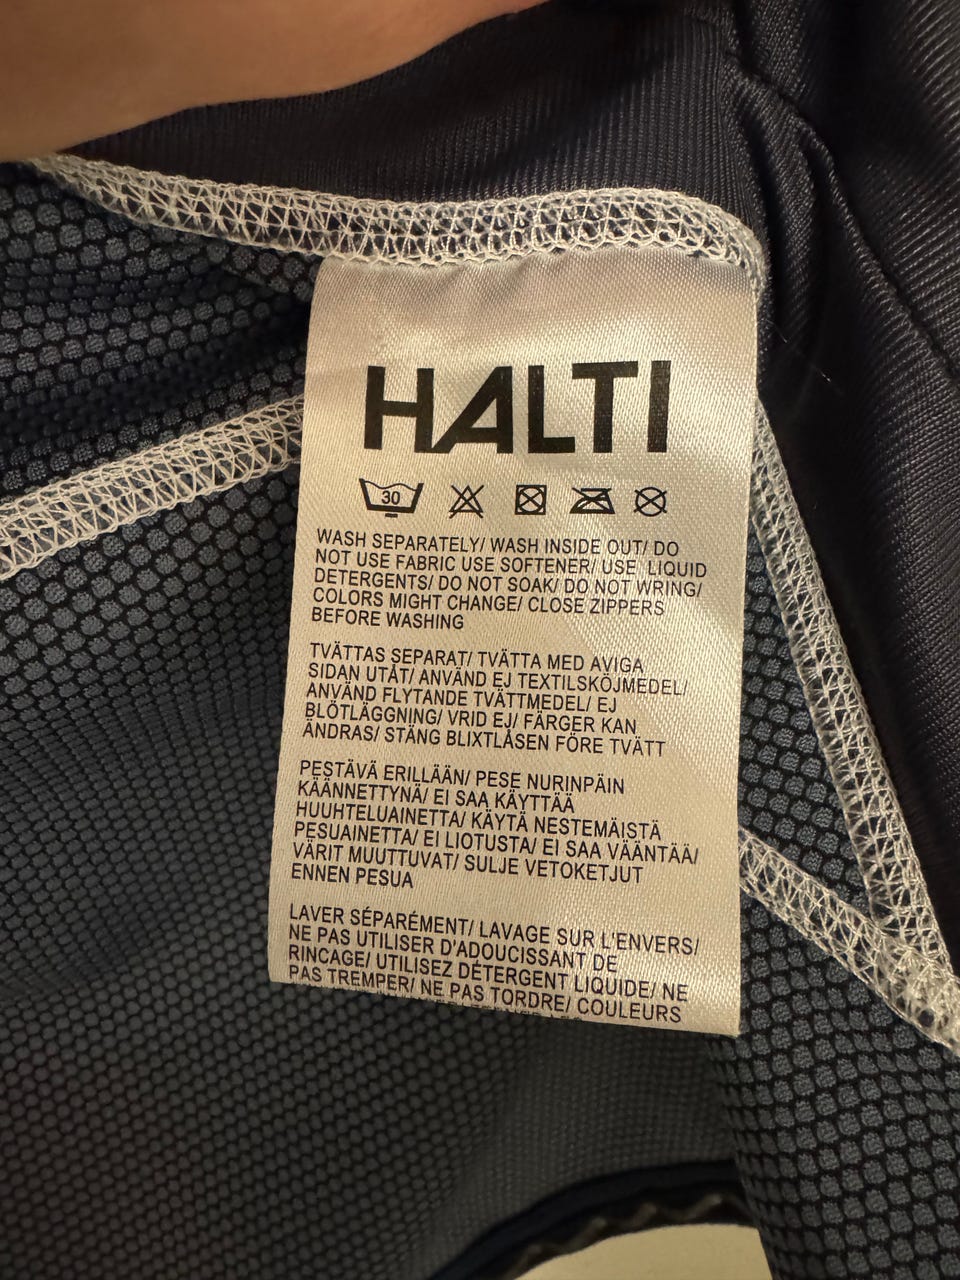 HALTI
30
WASH SEPARATELY/ WASH INSIDE OUT/ DO
NOT USE FABRIC USE SOFTENER/ USE LIQUID
DETERGENTS/ DO NOT SOAK/ DO NOT WRING/
COLORS MIGHT CHANGE/ CLOSE ZIPPERS
BEFORE WASHING
TVÄTTAS SEPARAT/ TVÄTTA MED AVIGA
SIDAN UTÅT/ ANVÄND EJ TEXTILSKÖJMEDEL/
ANVÄND FLYTANDE TVÄTTMEDEL/ EJ
BLÖTLÄGGNING/ VRID EJ/ FÄRGER KAN
ÄNDRAS/ STÄNG BLIXTLÅSEN FÖRE TVÄTT
PESTÄVÄ ERILLÄÄN/ PESE NURINPÄIN
KÄÄNNETTYNÄ/ EI SAA KÄYTTÄÄ
HUUHTELUAINETTA/ KÄYTÄ NESTEMÄISTÄ
PESUAINETTA/ EI LIOTUSTA/ EI SAA VÄÄNTÄÄ/
VÄRIT MUUTTUVAT/ SULJE VETOKETJUT
ENNEN PESUA
LAVER SÉPARÉMENT/ LAVAGE SUR L'ENVERS/
NE PAS UTILISER D'ADOUCISSANT DE
RINCAGE/ UTILISEZ DÉTERGENT LIQUIDE/ NE
PAS TREMPER/ NE PAS TORDRE/ COULEURS